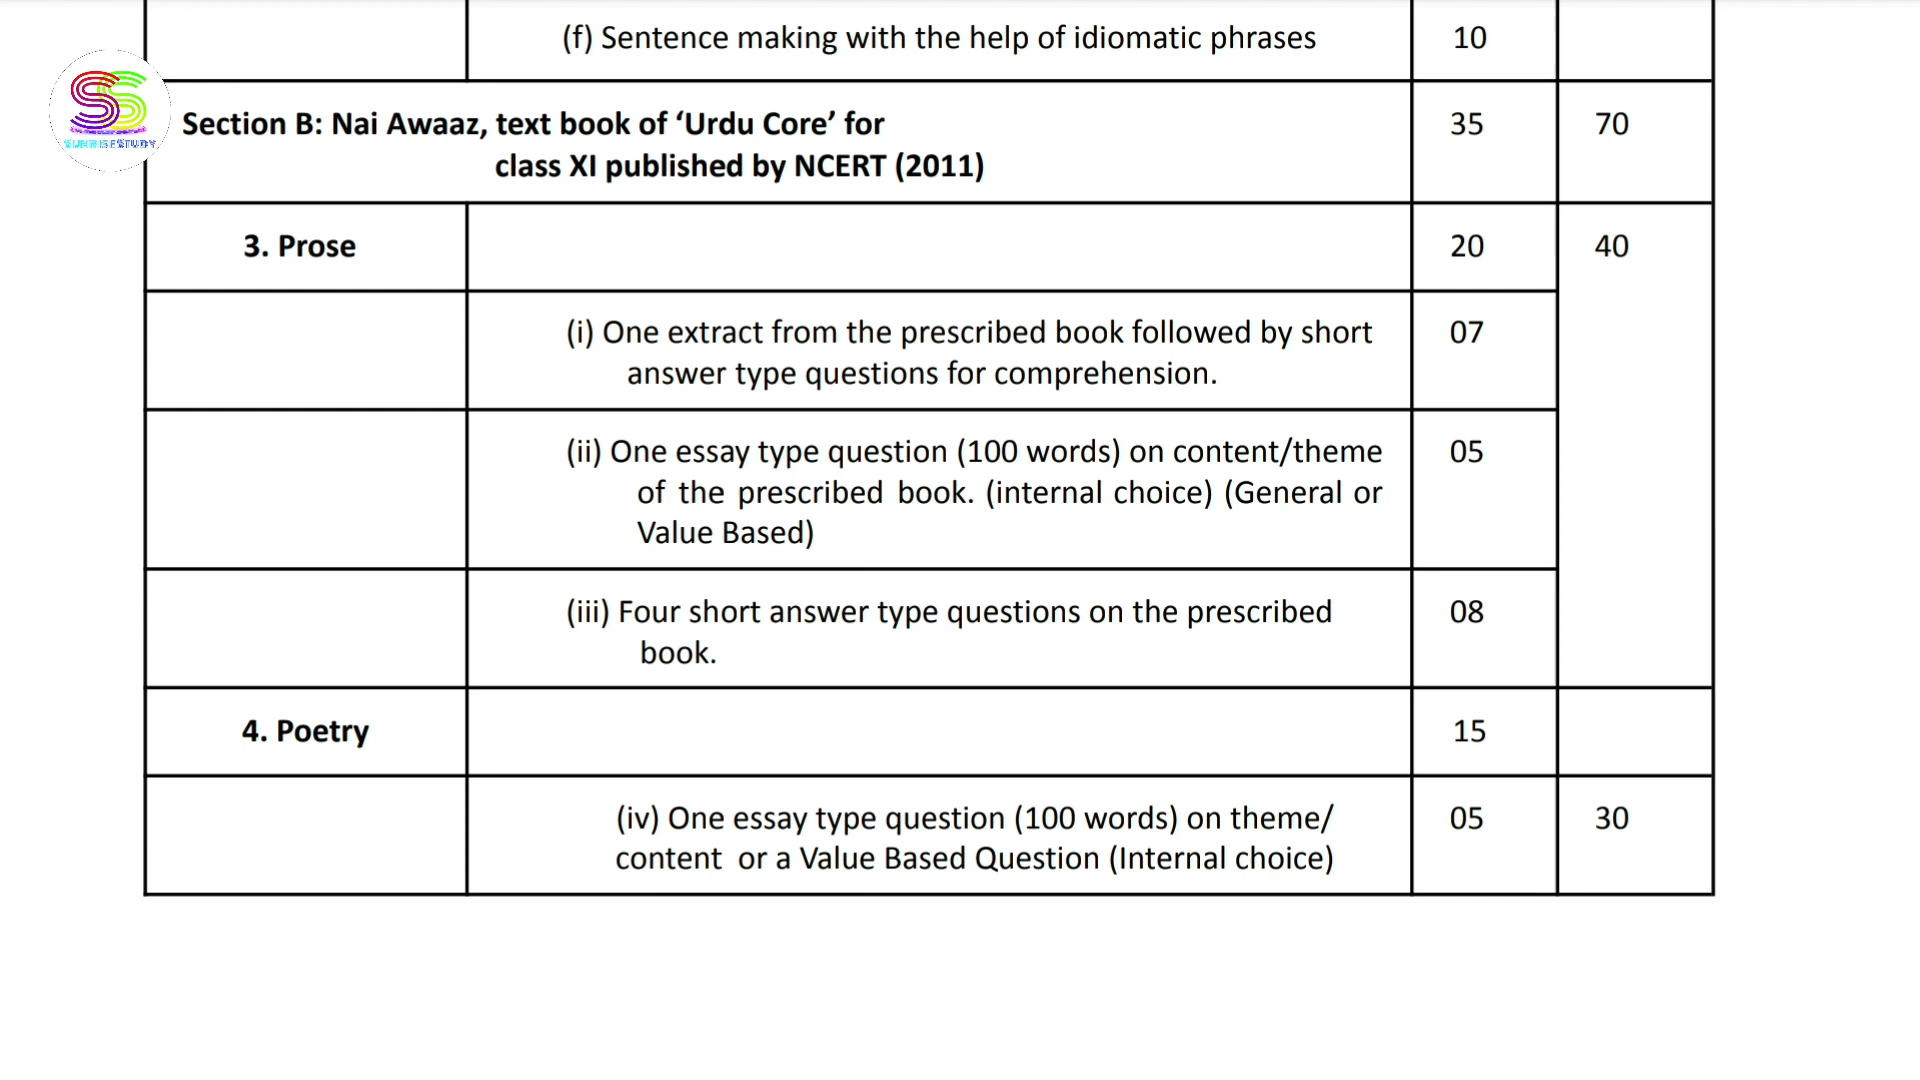 (f) Sentence making with the help of idiomatic phrases 10
Section B: Nai Awaaz, text book of ‘Urdu Core’ for 35 70
class XI published by NCERT (2011)
3. Prose 20 40
(i) One extract from the prescribed book followed by short 07
answer type questions for comprehension.
(ii) One essay type question (100 words) on content/theme 05
of the prescribed book. (internal choice) (General or
Value Based)
(iii) Four short answer type questions on the prescribed 08
book.
4. Poetry 15
(iv) One essay type question (100 words) on theme/ 05 30
content or a Value Based Question (Internal choice)
SS
SUNRISESTUDY